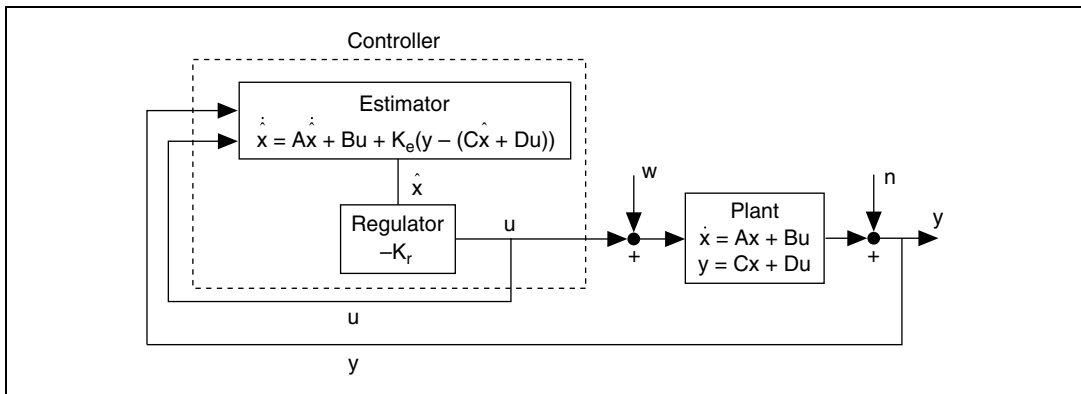 Controller
Estimator
x̂̇ = Ax̂̇ + Bu + Kₑ(y – (Cx̂ + Du))
x̂
w
n
Regulator
–Kᵣ
u
Plant
ẋ = Ax + Bu
y = Cx + Du
y
+
+
u
y